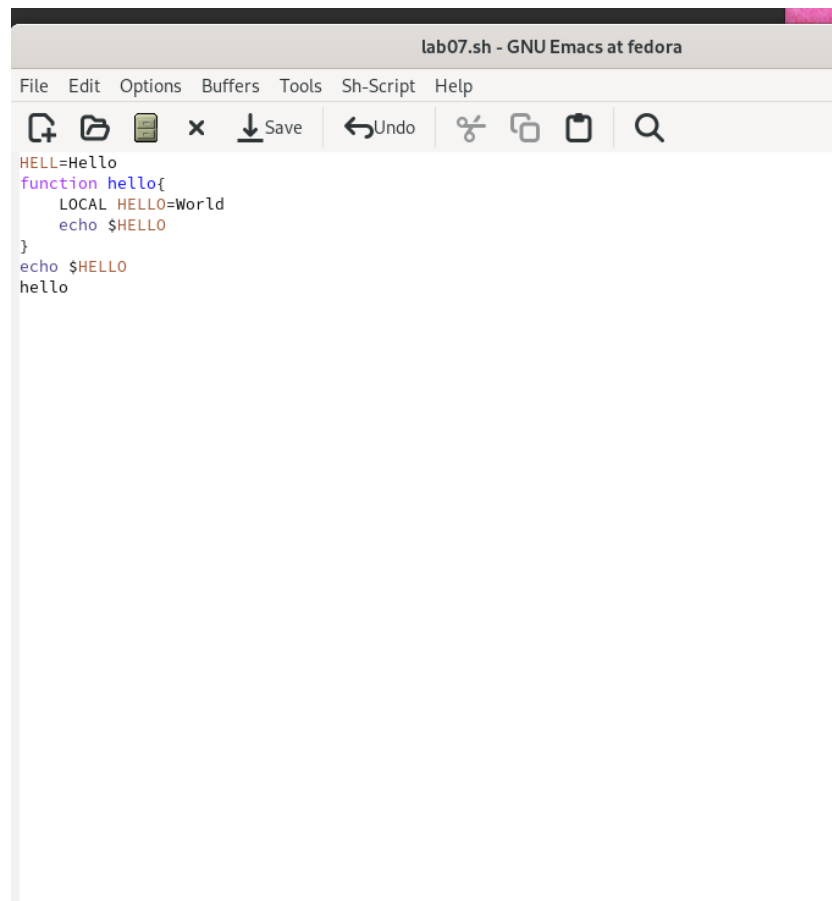 lab07.sh - GNU Emacs at fedora
File Edit Options Buffers Tools Sh-Script Help
Save Undo
HELL=Hello
function hello{
    LOCAL HELLO=World
    echo $HELLO
}
echo $HELLO
hello